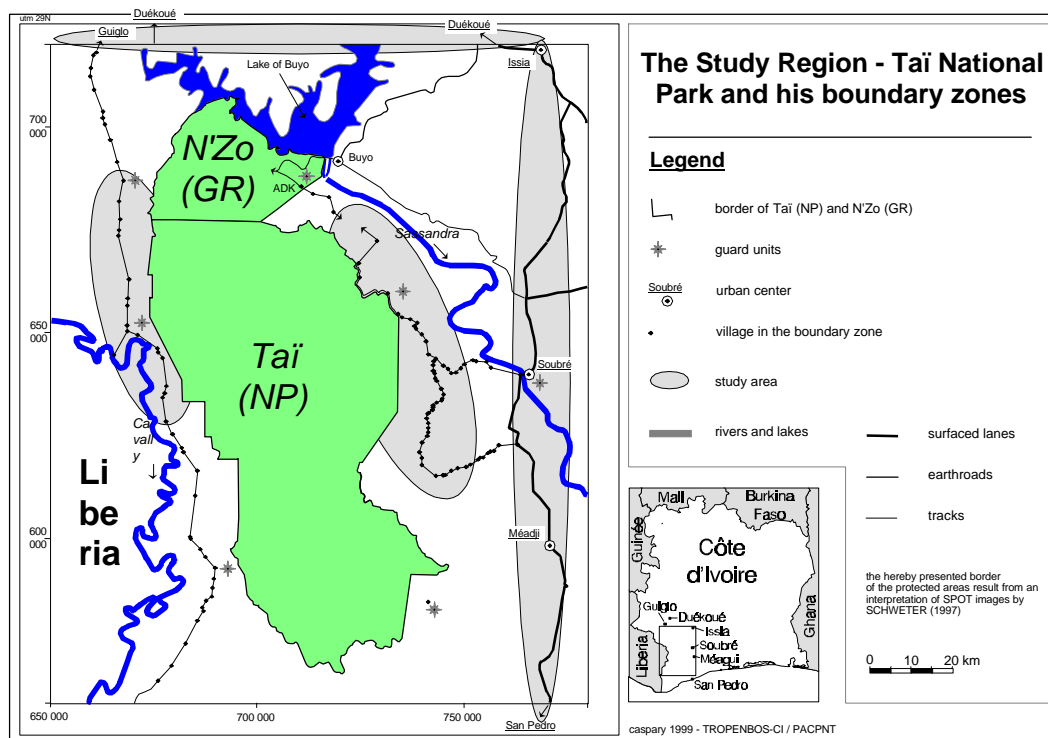 utm 29N
Duékoué
Guiglo
Duékoué
Issia
Lake of Buyo
700
000
N'Zo
(GR)
Buyo
ADK
Sassandra
650
000
Taï
(NP)
Soubré
Ca
vall
y
Li
be
ria
600
000
Méadji
San Pedro
650 000
700 000
750 000
The Study Region - Taï National
Park and his boundary zones
Legend
border of Taï (NP) and N'Zo (GR)
guard units
Soubré
urban center
village in the boundary zone
study area
rivers and lakes
surfaced lanes
earthroads
tracks
Mali
Burkina
Faso
Guinée
Côte
d'Ivoire
Ghana
Guiglo
Duékoué
Issia
Soubré
Méagui
Liberia
San Pedro
the hereby presented border
of the protected areas result from an
interpretation of SPOT images by
SCHWETER (1997)
0 10 20 km
caspary 1999 - TROPENBOS-CI / PACPNT